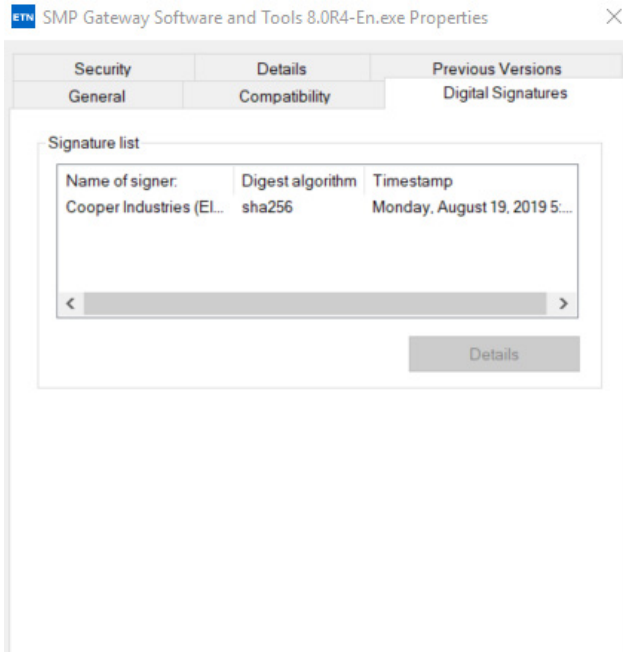 ETN SMP Gateway Software and Tools 8.0R4-En.exe Properties
Security Details Previous Versions
General Compatibility Digital Signatures
Signature list
Name of signer: Digest algorithm Timestamp
Cooper Industries (El... sha256 Monday, August 19, 2019 5:...
Details